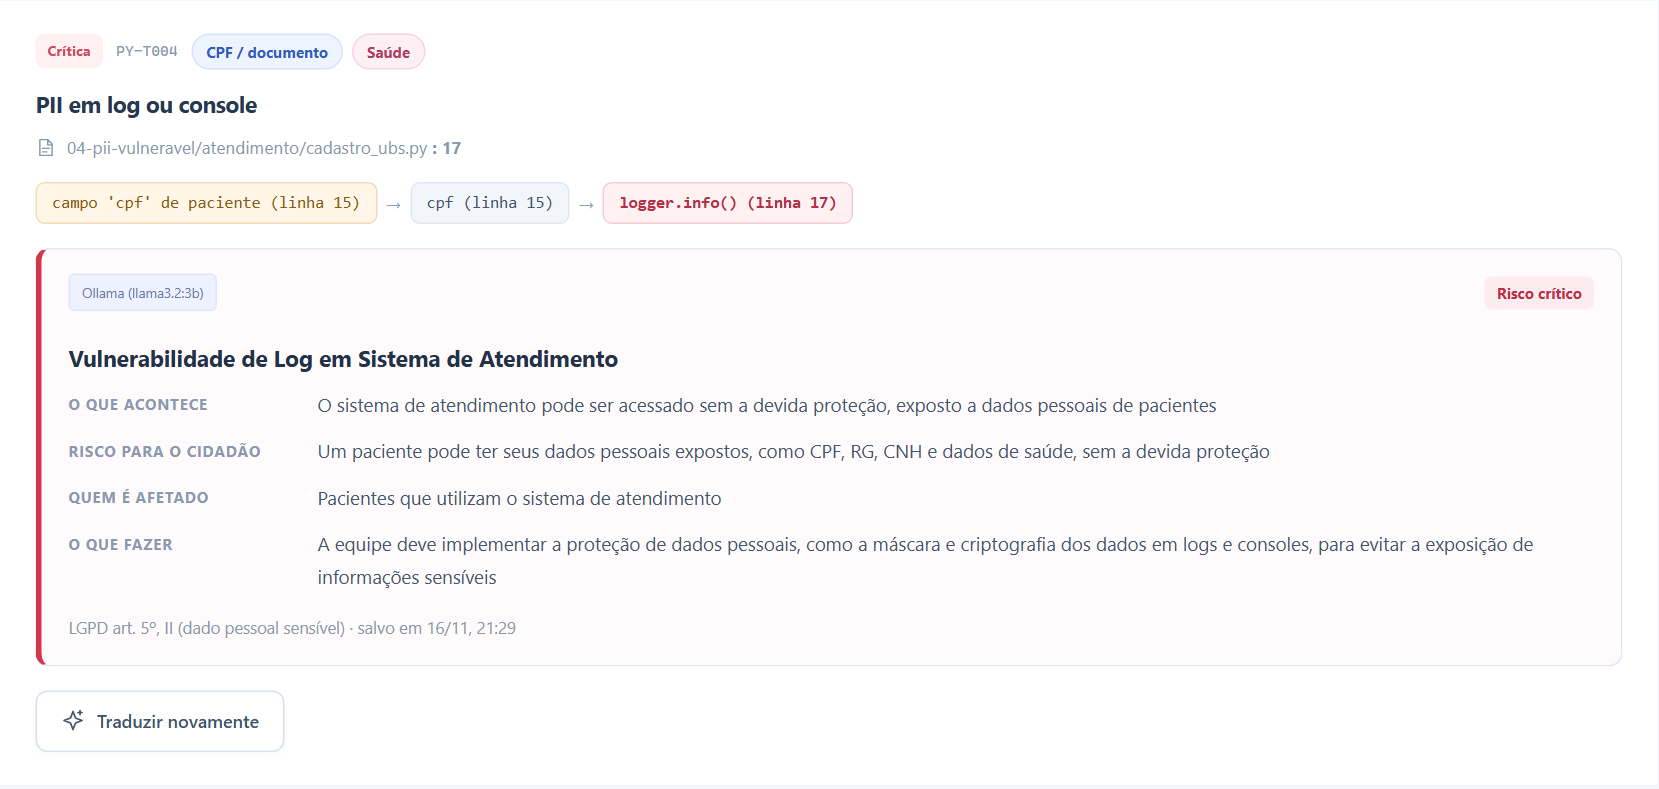 Crítica PY-T004 CPF / documento Saúde
PII em log ou console
04-pii-vulneravel/atendimento/cadastro_ubs.py : 17
campo 'cpf' de paciente (linha 15) → cpf (linha 15) → logger.info() (linha 17)
Ollama (llama3.2:3b) Risco crítico
Vulnerabilidade de Log em Sistema de Atendimento
O QUE ACONTECE O sistema de atendimento pode ser acessado sem a devida proteção, exposto a dados pessoais de pacientes
RISCO PARA O CIDADÃO Um paciente pode ter seus dados pessoais expostos, como CPF, RG, CNH e dados de saúde, sem a devida proteção
QUEM É AFETADO Pacientes que utilizam o sistema de atendimento
O QUE FAZER A equipe deve implementar a proteção de dados pessoais, como a máscara e criptografia dos dados em logs e consoles, para evitar a exposição de
informações sensíveis
LGPD art. 5º, II (dado pessoal sensível) · salvo em 16/11, 21:29
Traduzir novamente